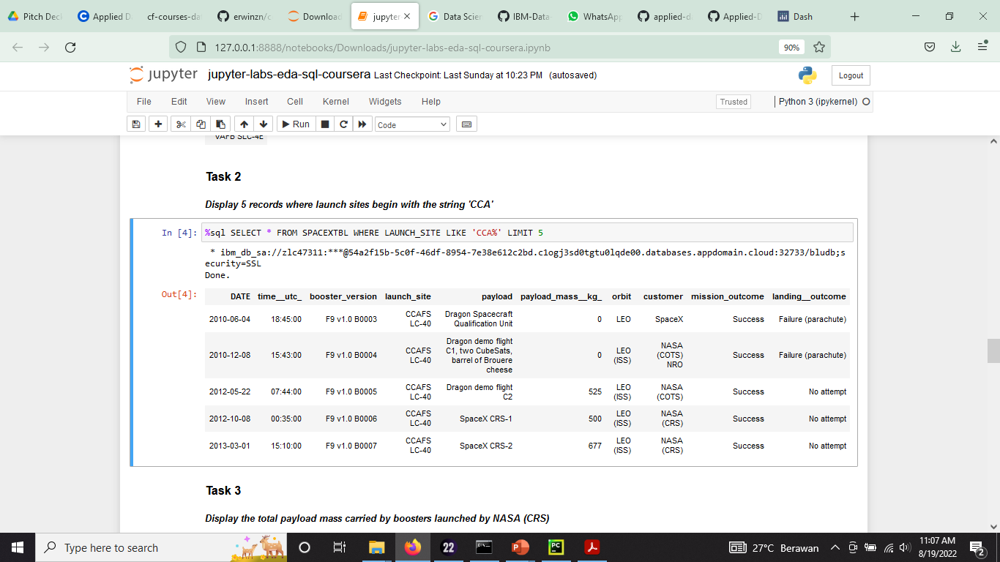 Pitch Deck Applied D cf-courses-da erwinzn/c Download jupyter Data Scien IBM-Data WhatsApp applied-d Applied-D Dash
127.0.0.1:8888/notebooks/Downloads/jupyter-labs-eda-sql-coursera.ipynb 90%
jupyter jupyter-labs-eda-sql-coursera Last Checkpoint: Last Sunday at 10:23 PM (autosaved) Logout
File Edit View Insert Cell Kernel Widgets Help Trusted Python 3 (ipykernel)
Run Code
VAFB SLC-4E
Task 2
Display 5 records where launch sites begin with the string 'CCA'
In [4]: %sql SELECT * FROM SPACEXTBL WHERE LAUNCH_SITE LIKE 'CCA%' LIMIT 5
* ibm_db_sa://zlc47311:***@54a2f15b-5c0f-46df-8954-7e38e612c2bd.c1ogj3sd0tgtu0lqde00.databases.appdomain.cloud:32733/bludb;s
ecurity=SSL
Done.
Out[4]:
DATE time__utc_ booster_version launch_site payload payload_mass__kg_ orbit customer mission_outcome landing__outcome
2010-06-04 18:45:00 F9 v1.0 B0003 CCAFS LC-40 Dragon Spacecraft Qualification Unit 0 LEO SpaceX Success Failure (parachute)
2010-12-08 15:43:00 F9 v1.0 B0004 CCAFS LC-40 Dragon demo flight C1, two CubeSats, barrel of Brouere cheese 0 LEO (ISS) NASA (COTS) NRO Success Failure (parachute)
2012-05-22 07:44:00 F9 v1.0 B0005 CCAFS LC-40 Dragon demo flight C2 525 LEO (ISS) NASA (COTS) Success No attempt
2012-10-08 00:35:00 F9 v1.0 B0006 CCAFS LC-40 SpaceX CRS-1 500 LEO (ISS) NASA (CRS) Success No attempt
2013-03-01 15:10:00 F9 v1.0 B0007 CCAFS LC-40 SpaceX CRS-2 677 LEO (ISS) NASA (CRS) Success No attempt
Task 3
Display the total payload mass carried by boosters launched by NASA (CRS)
Type here to search 22 PC 27°C Berawan 11:07 AM
8/19/2022 2